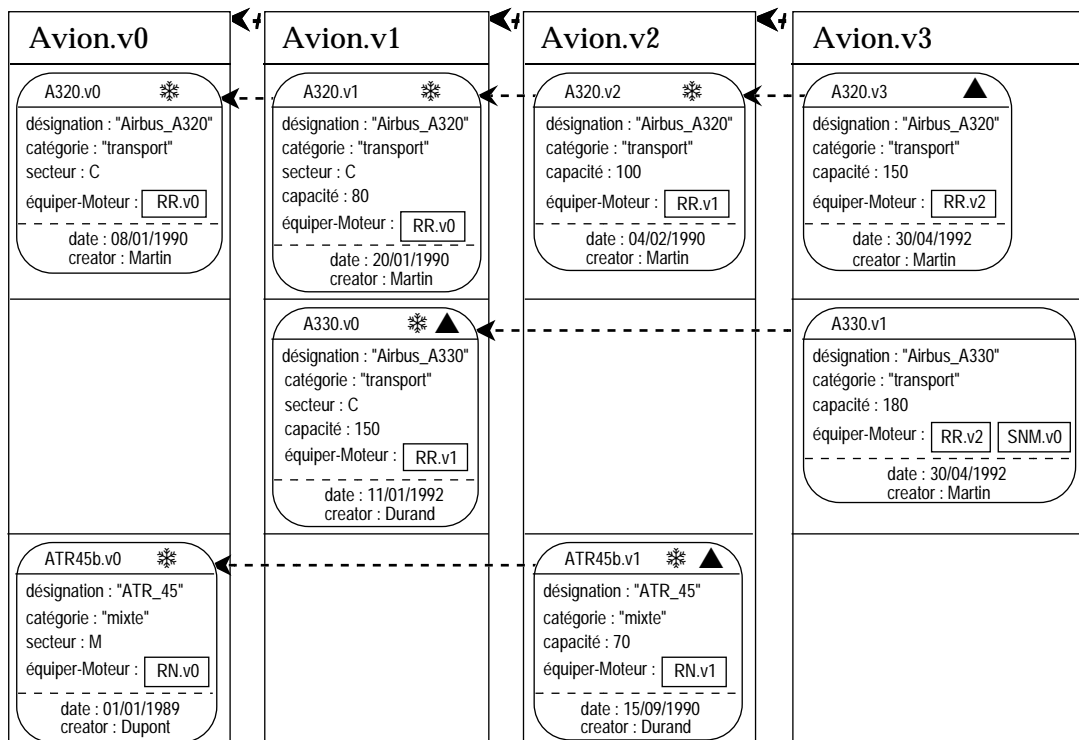 Avion.v0
Avion.v1
Avion.v2
Avion.v3
A320.v0
désignation : "Airbus_A320"
catégorie : "transport"
secteur : C
équiper-Moteur : RR.v0
date : 08/01/1990
creator : Martin
A320.v1
désignation : "Airbus_A320"
catégorie : "transport"
secteur : C
capacité : 80
équiper-Moteur : RR.v0
date : 20/01/1990
creator : Martin
A320.v2
désignation : "Airbus_A320"
catégorie : "transport"
capacité : 100
équiper-Moteur : RR.v1
date : 04/02/1990
creator : Martin
A320.v3
désignation : "Airbus_A320"
catégorie : "transport"
capacité : 150
équiper-Moteur : RR.v2
date : 30/04/1992
creator : Martin
A330.v0
désignation : "Airbus_A330"
catégorie : "transport"
secteur : C
capacité : 150
équiper-Moteur : RR.v1
date : 11/01/1992
creator : Durand
A330.v1
désignation : "Airbus_A330"
catégorie : "transport"
capacité : 180
équiper-Moteur : RR.v2 SNM.v0
date : 30/04/1992
creator : Martin
ATR45b.v0
désignation : "ATR_45"
catégorie : "mixte"
secteur : M
équiper-Moteur : RN.v0
date : 01/01/1989
creator : Dupont
ATR45b.v1
désignation : "ATR_45"
catégorie : "mixte"
capacité : 70
équiper-Moteur : RN.v1
date : 15/09/1990
creator : Durand